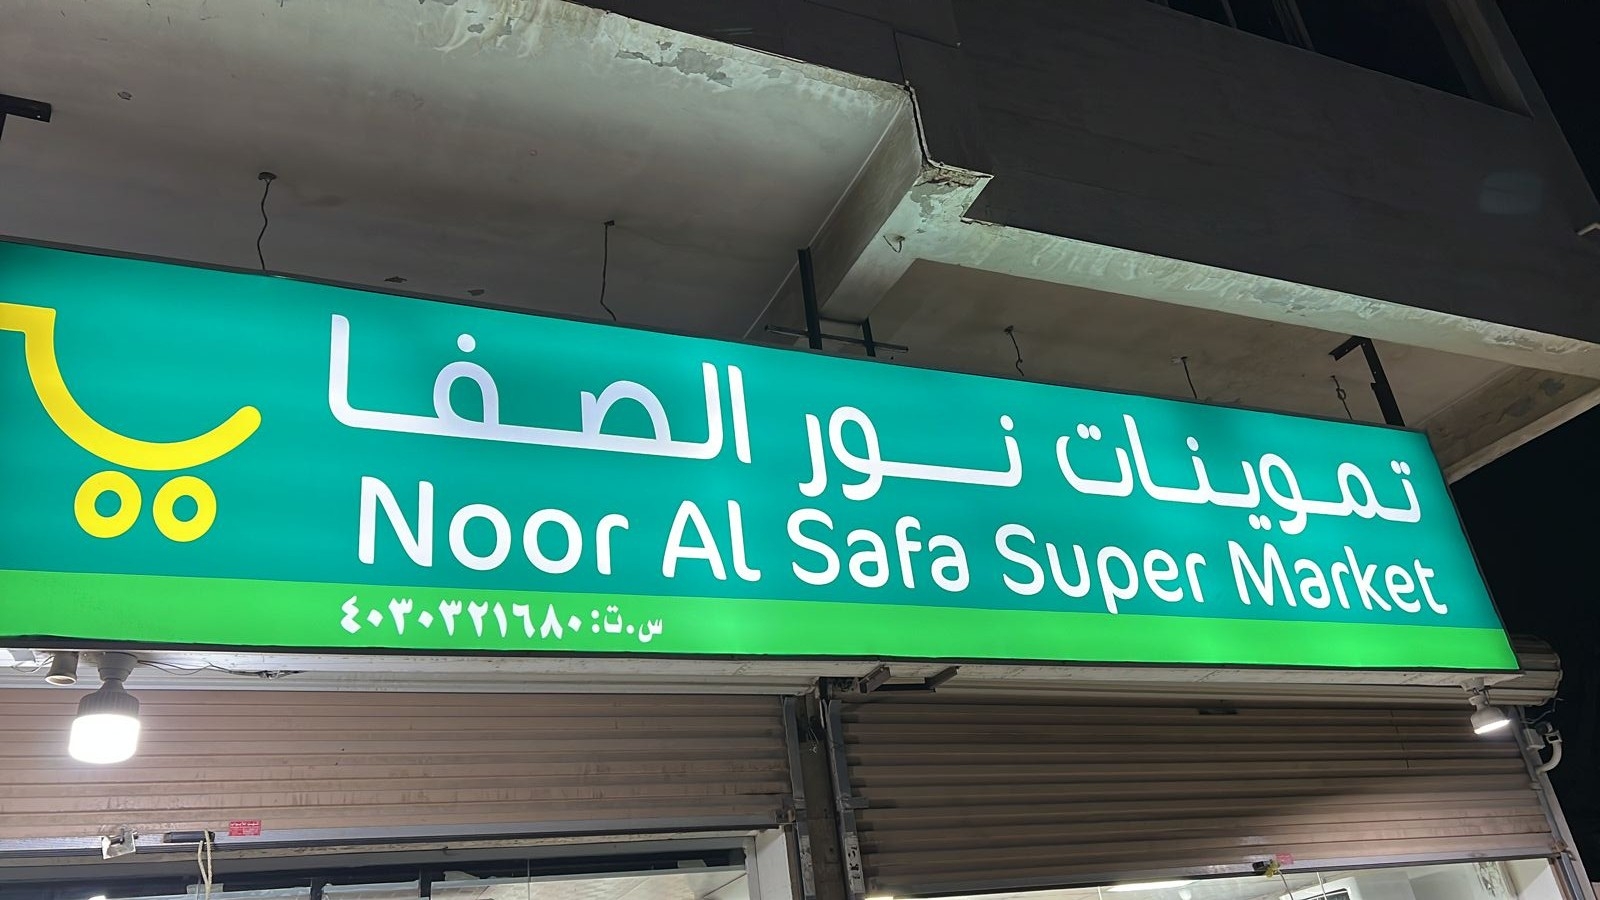 تموينات نور الصفا
Noor Al Safa Super Market
س.ت: ٤٠٣٠٣٢١٦٨٠